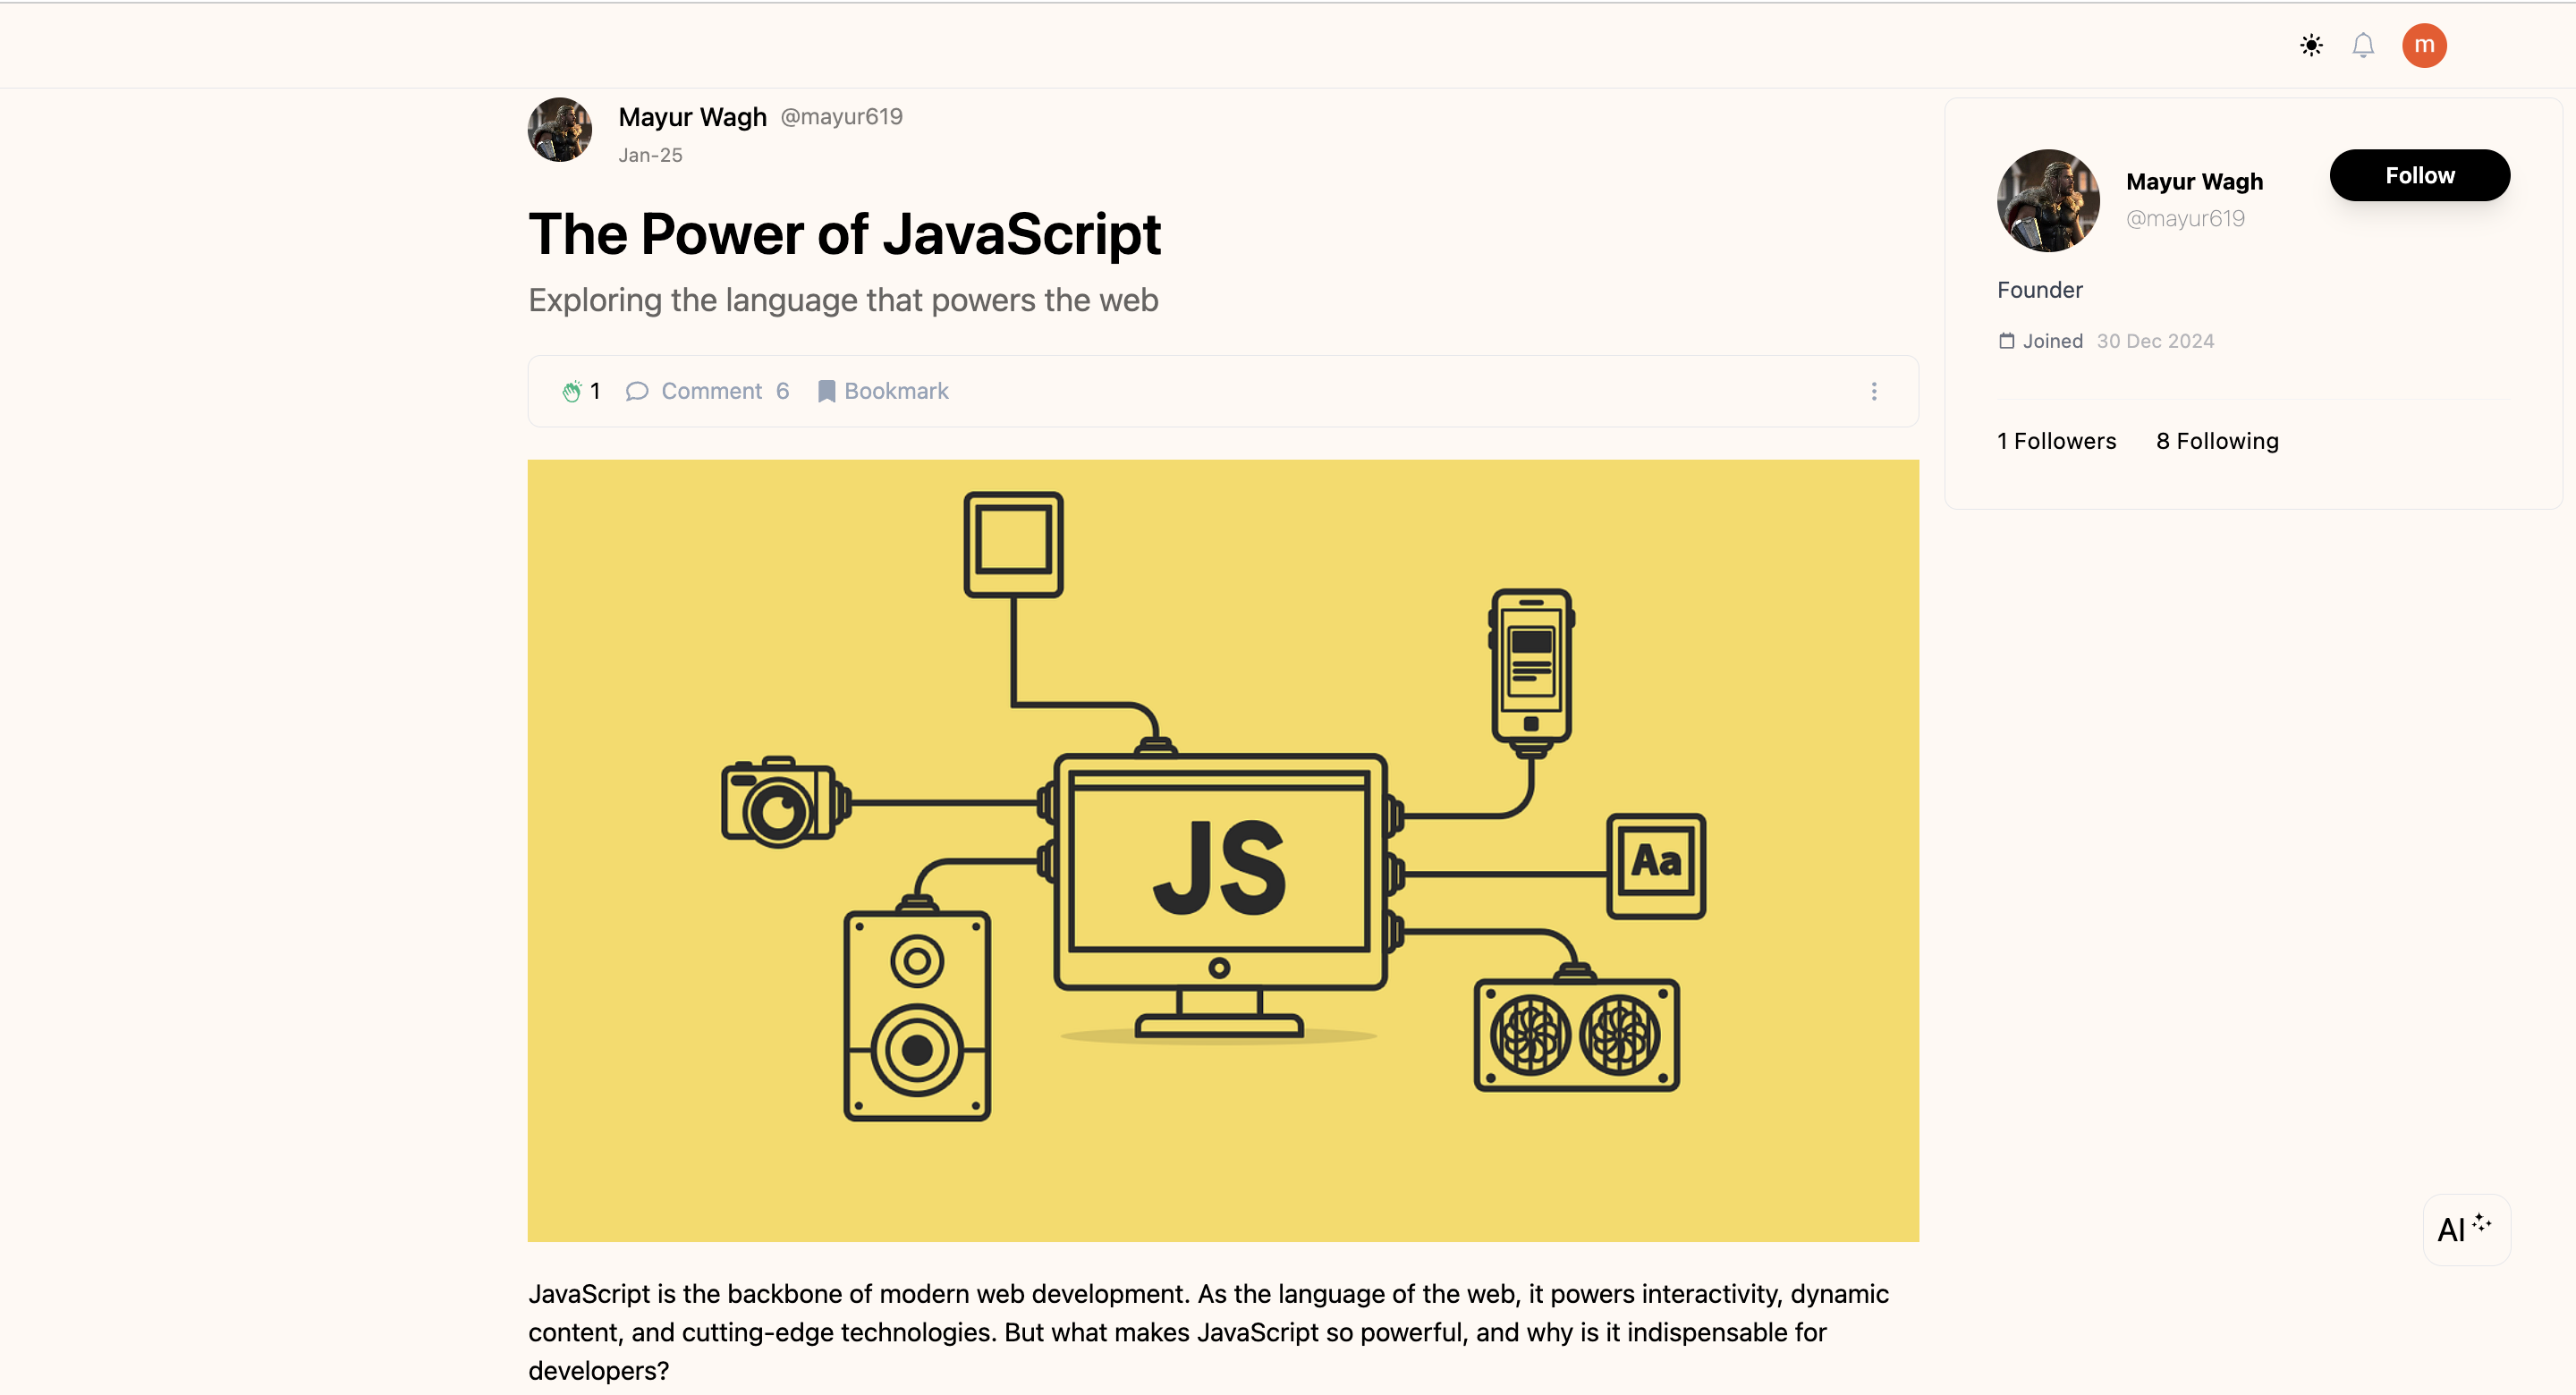 m
Mayur Wagh @mayur619
Jan-25
The Power of JavaScript
Exploring the language that powers the web
1 Comment 6 Bookmark
JS
Aa
JavaScript is the backbone of modern web development. As the language of the web, it powers interactivity, dynamic
content, and cutting-edge technologies. But what makes JavaScript so powerful, and why is it indispensable for
developers?
Mayur Wagh
@mayur619
Follow
Founder
Joined 30 Dec 2024
1 Followers 8 Following
AI